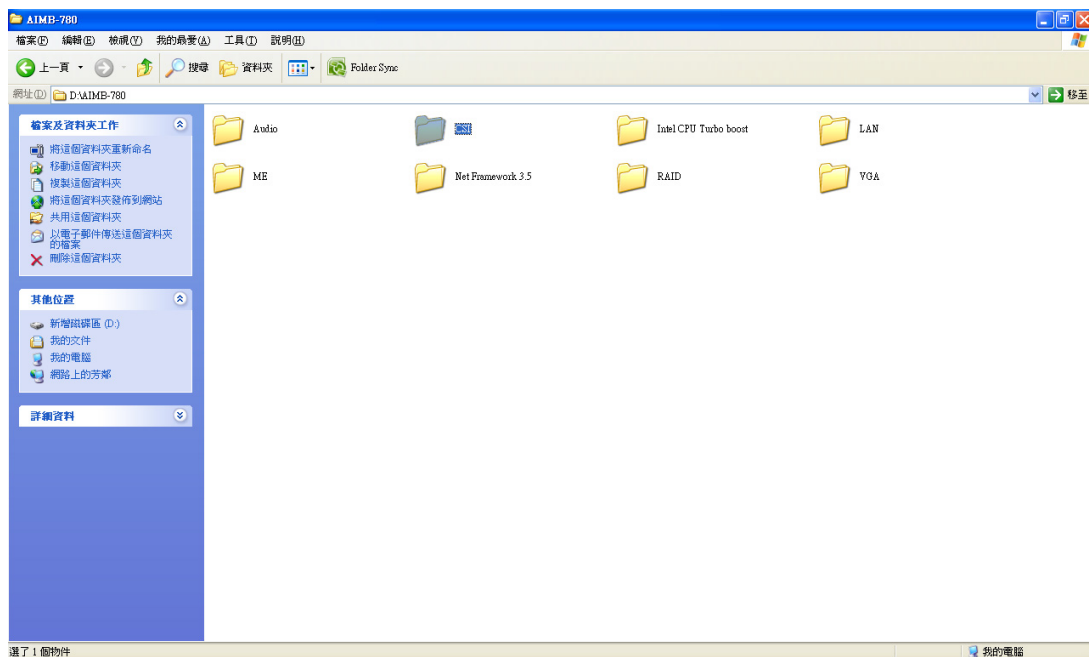 AIMB-780
檔案(F) 編輯(E) 檢視(V) 我的最愛(A) 工具(T) 說明(H)
上一頁 搜尋 資料夾 Folder Sync
網址(D) D:\AIMB-780 移至
檔案及資料夾工作
將這個資料夾重新命名
移動這個資料夾
複製這個資料夾
將這個資料夾發佈到網站
共用這個資料夾
以電子郵件傳送這個資料夾
的檔案
刪除這個資料夾
其他位置
新增磁碟區 (D:)
我的文件
我的電腦
網路上的芳鄰
詳細資料
Audio CSI Intel CPU Turbo boost LAN
ME Net Framework 3.5 RAID VGA
選了 1 個物件 我的電腦